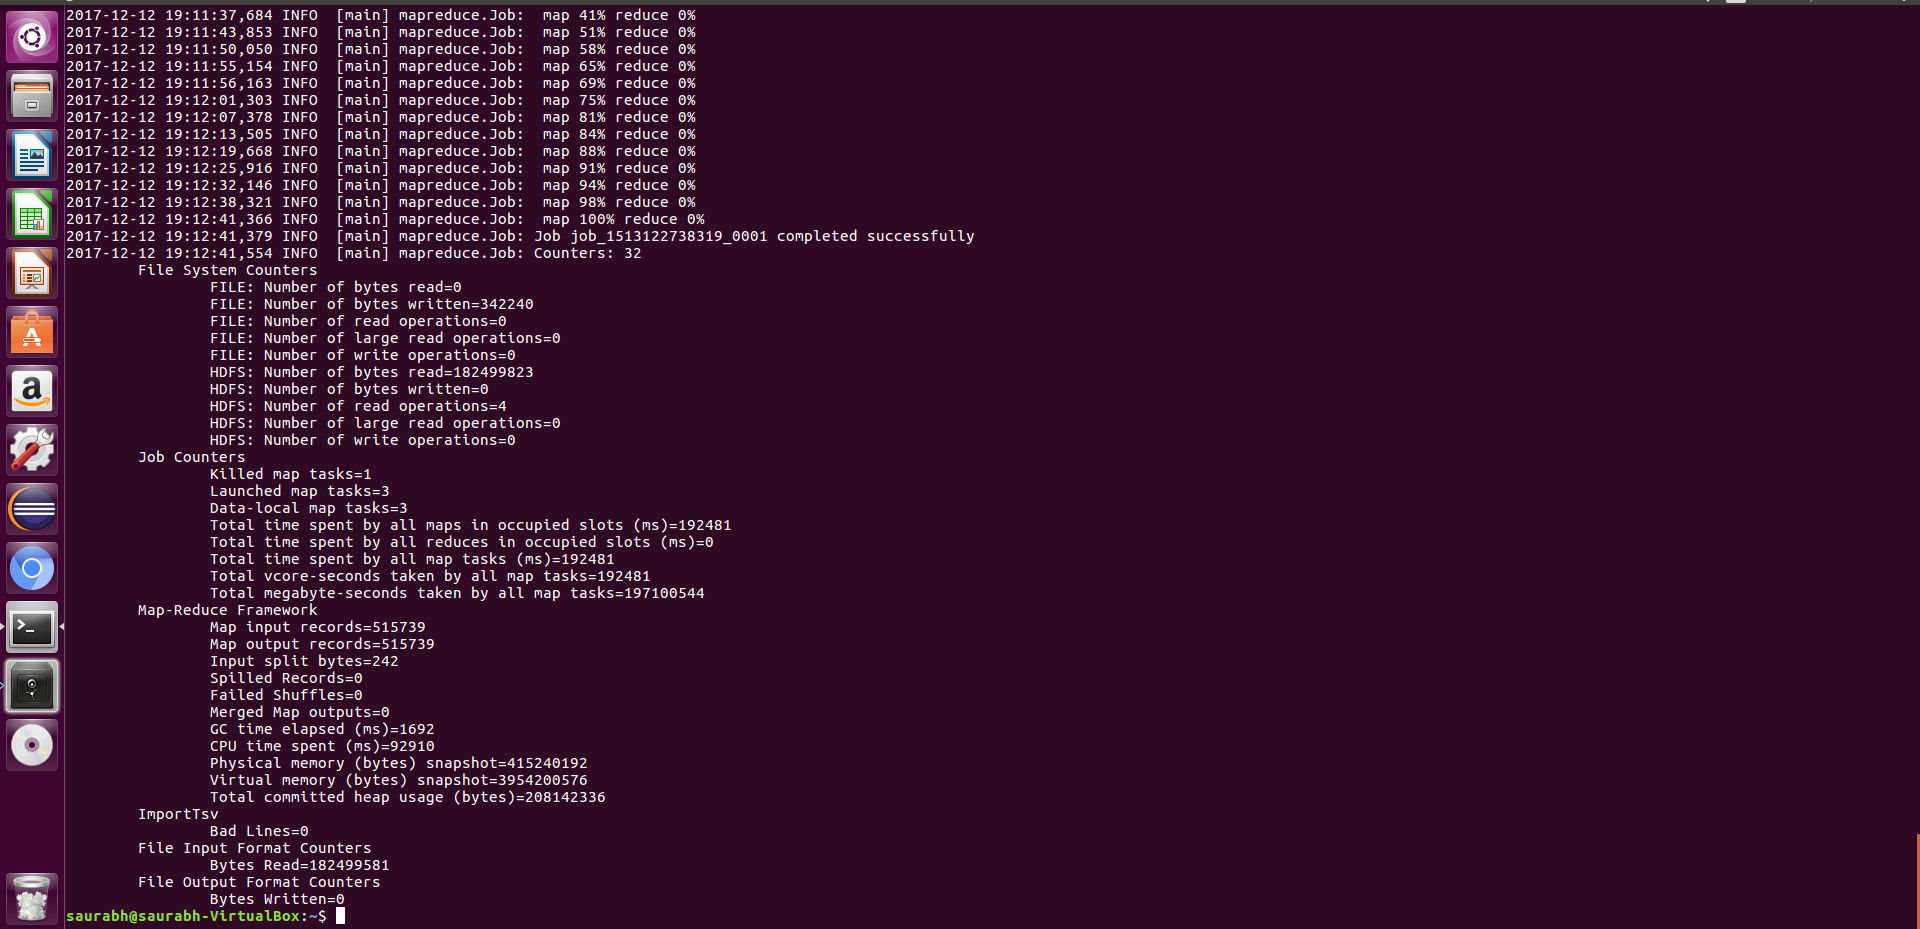 2017-12-12 19:11:37,684 INFO  [main] mapreduce.Job:  map 41% reduce 0%
2017-12-12 19:11:43,853 INFO  [main] mapreduce.Job:  map 51% reduce 0%
2017-12-12 19:11:50,050 INFO  [main] mapreduce.Job:  map 58% reduce 0%
2017-12-12 19:11:55,154 INFO  [main] mapreduce.Job:  map 65% reduce 0%
2017-12-12 19:11:56,163 INFO  [main] mapreduce.Job:  map 69% reduce 0%
2017-12-12 19:12:01,303 INFO  [main] mapreduce.Job:  map 75% reduce 0%
2017-12-12 19:12:07,378 INFO  [main] mapreduce.Job:  map 81% reduce 0%
2017-12-12 19:12:13,505 INFO  [main] mapreduce.Job:  map 84% reduce 0%
2017-12-12 19:12:19,668 INFO  [main] mapreduce.Job:  map 88% reduce 0%
2017-12-12 19:12:25,916 INFO  [main] mapreduce.Job:  map 91% reduce 0%
2017-12-12 19:12:32,146 INFO  [main] mapreduce.Job:  map 94% reduce 0%
2017-12-12 19:12:38,321 INFO  [main] mapreduce.Job:  map 98% reduce 0%
2017-12-12 19:12:41,366 INFO  [main] mapreduce.Job:  map 100% reduce 0%
2017-12-12 19:12:41,379 INFO  [main] mapreduce.Job: Job job_1513122738319_0001 completed successfully
2017-12-12 19:12:41,554 INFO  [main] mapreduce.Job: Counters: 32
File System Counters
FILE: Number of bytes read=0
FILE: Number of bytes written=342240
FILE: Number of read operations=0
FILE: Number of large read operations=0
FILE: Number of write operations=0
HDFS: Number of bytes read=182499823
HDFS: Number of bytes written=0
HDFS: Number of read operations=4
HDFS: Number of large read operations=0
HDFS: Number of write operations=0
Job Counters
Killed map tasks=1
Launched map tasks=3
Data-local map tasks=3
Total time spent by all maps in occupied slots (ms)=192481
Total time spent by all reduces in occupied slots (ms)=0
Total time spent by all map tasks (ms)=192481
Total vcore-seconds taken by all map tasks=192481
Total megabyte-seconds taken by all map tasks=197100544
Map-Reduce Framework
Map input records=515739
Map output records=515739
Input split bytes=242
Spilled Records=0
Failed Shuffles=0
Merged Map outputs=0
GC time elapsed (ms)=1692
CPU time spent (ms)=92910
Physical memory (bytes) snapshot=415240192
Virtual memory (bytes) snapshot=3954200576
Total committed heap usage (bytes)=208142336
ImportTsv
Bad Lines=0
File Input Format Counters
Bytes Read=182499581
File Output Format Counters
Bytes Written=0
saurabh@saurabh-VirtualBox:~$